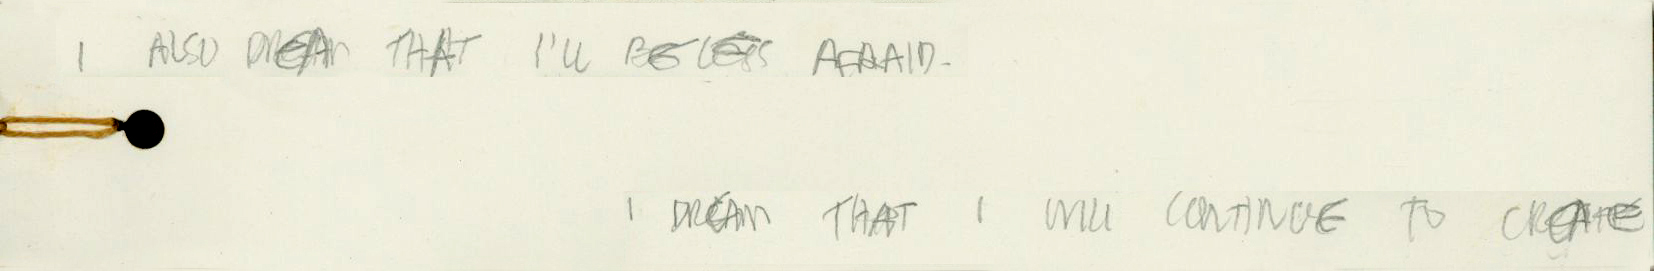 I ALSO DREAM THAT I'LL BE LESS AFRAID.
I DREAM THAT I WILL CONTINUE TO CREATE